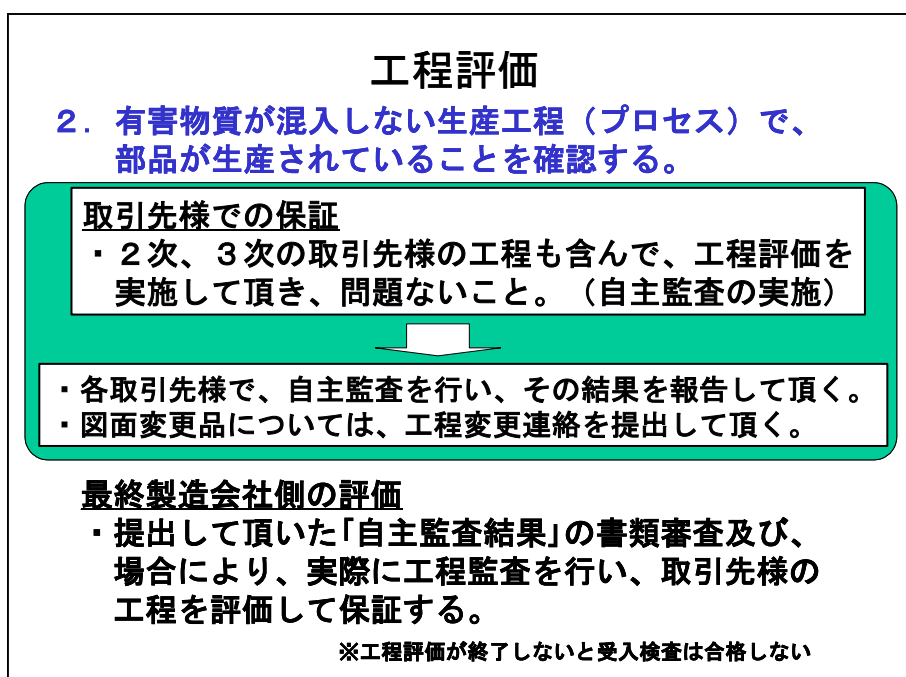 工程評価
２．有害物質が混入しない生産工程（プロセス）で、
部品が生産されていることを確認する。
取引先様での保証
・２次、３次の取引先様の工程も含んで、工程評価を
実施して頂き、問題ないこと。（自主監査の実施）
・各取引先様で、自主監査を行い、その結果を報告して頂く。
・図面変更品については、工程変更連絡を提出して頂く。
最終製造会社側の評価
・提出して頂いた｢自主監査結果｣の書類審査及び、
場合により、実際に工程監査を行い、取引先様の
工程を評価して保証する。
※工程評価が終了しないと受入検査は合格しない